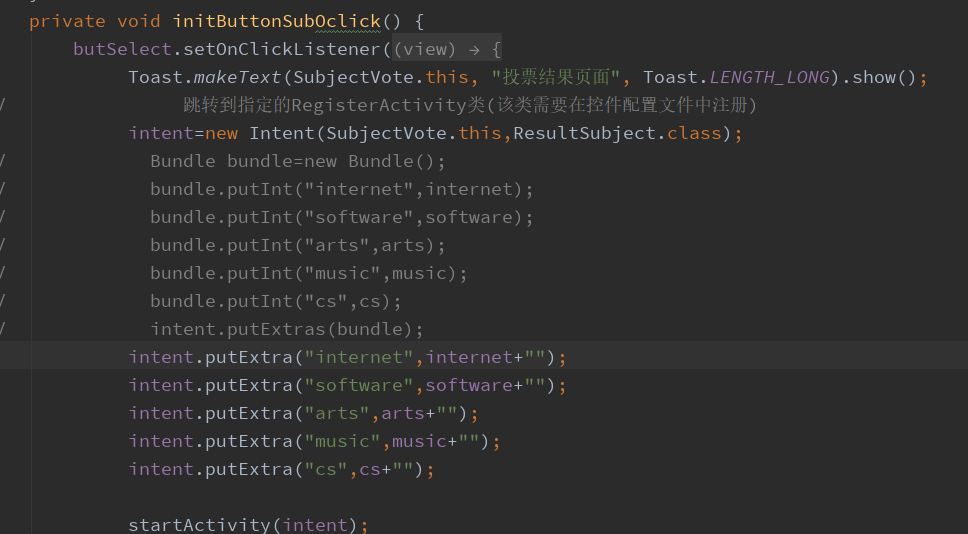 private void initButtonSubOclick() {
butSelect.setOnClickListener((view) → {
Toast.makeText(SubjectVote.this, "投票结果页面", Toast.LENGTH_LONG).show();
/ 跳转到指定的RegisterActivity类(该类需要在控件配置文件中注册)
intent=new Intent(SubjectVote.this,ResultSubject.class);
/ Bundle bundle=new Bundle();
/ bundle.putInt("internet",internet);
/ bundle.putInt("software",software);
/ bundle.putInt("arts",arts);
/ bundle.putInt("music",music);
/ bundle.putInt("cs",cs);
/ intent.putExtras(bundle);
intent.putExtra("internet",internet+"");
intent.putExtra("software",software+"");
intent.putExtra("arts",arts+"");
intent.putExtra("music",music+"");
intent.putExtra("cs",cs+"");
startActivity(intent);